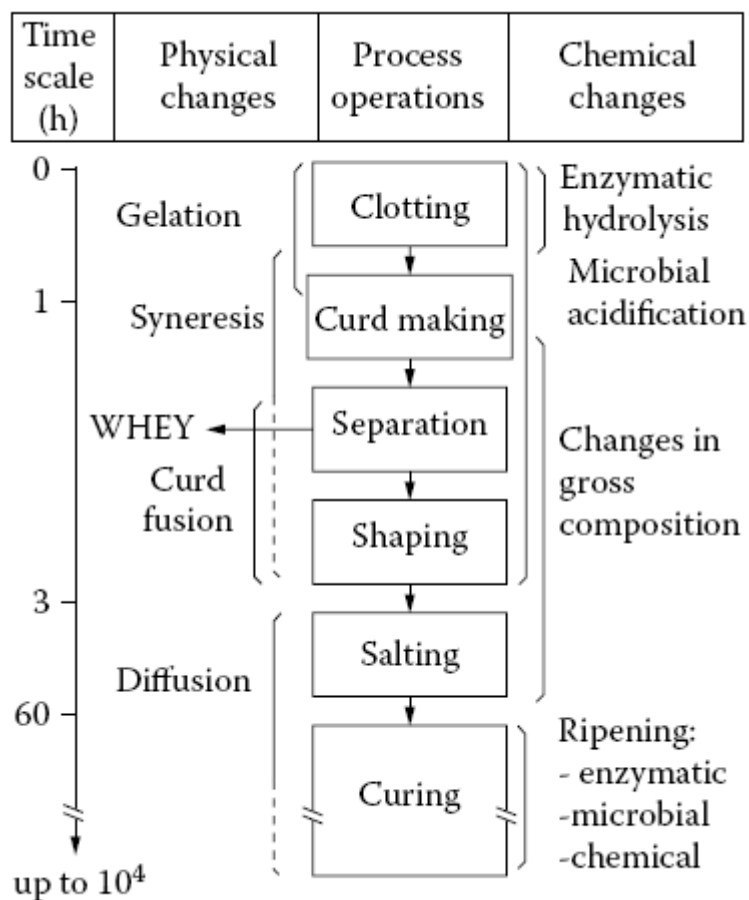 Time
scale
(h)
Physical
changes
Process
operations
Chemical
changes
0
Gelation
Clotting
Enzymatic
hydrolysis
1
Syneresis
Curd making
Microbial
acidification
WHEY
Separation
Curd
fusion
Changes in
gross
composition
Shaping
3
Diffusion
Salting
60
Curing
Ripening:
- enzymatic
-microbial
-chemical
up to 10⁴